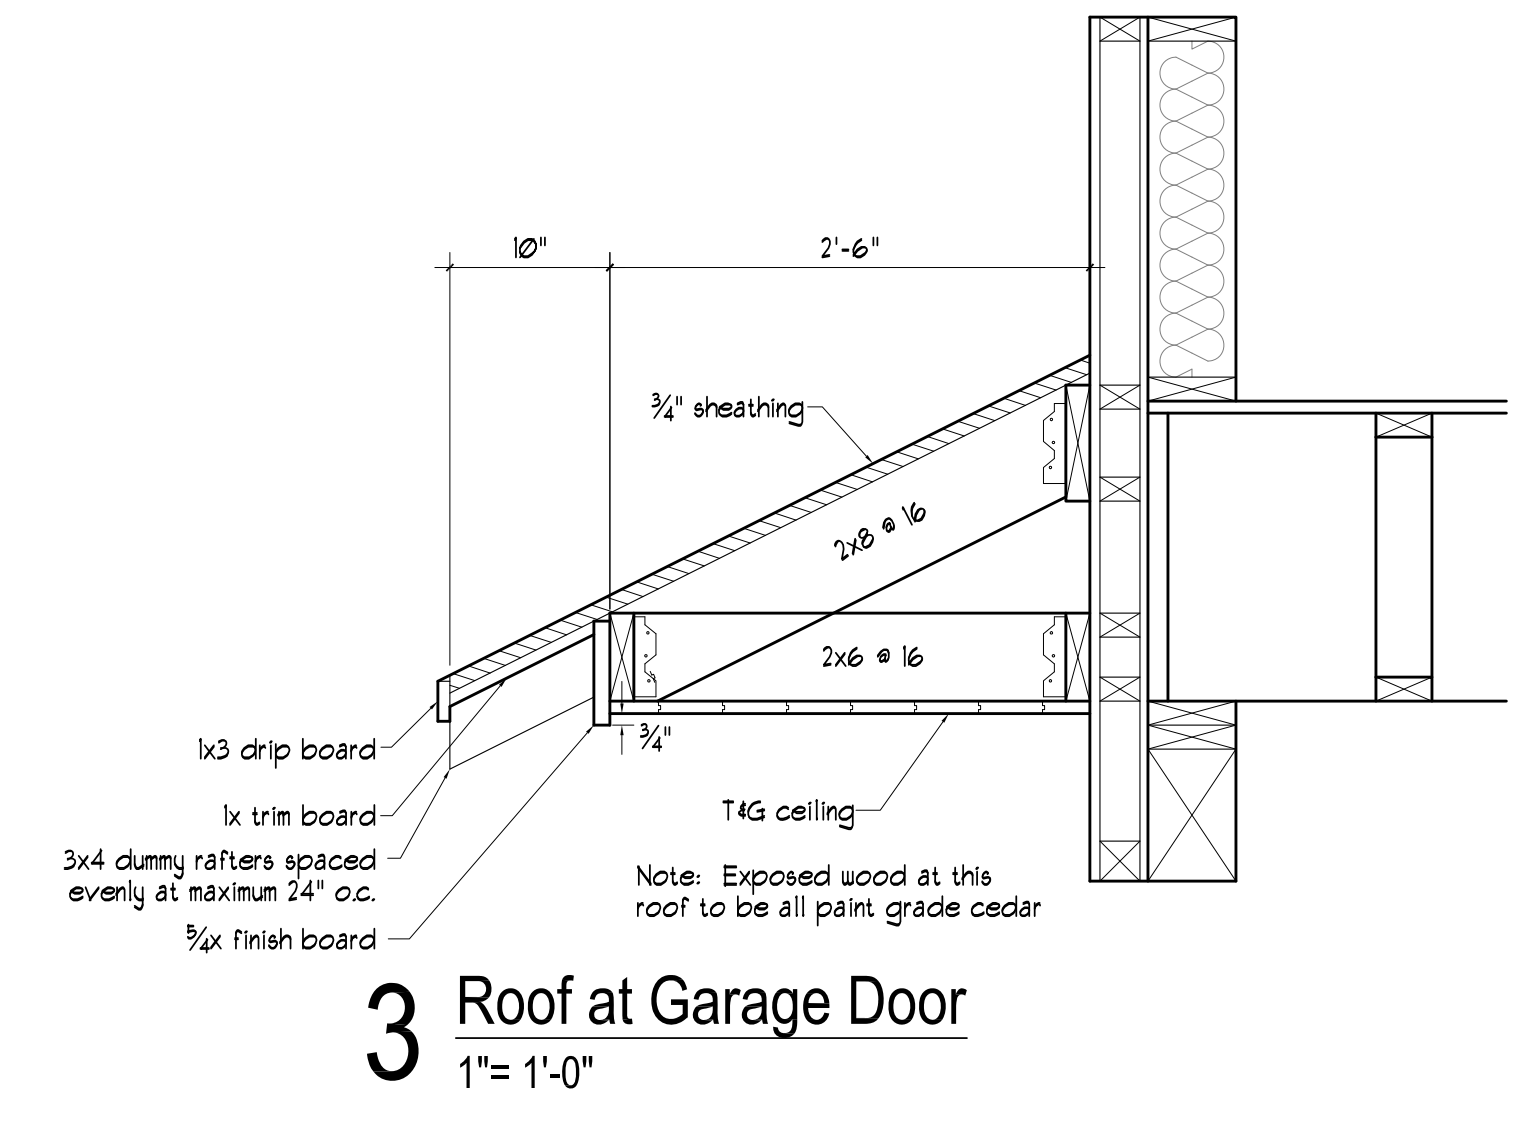 10"
2'-6"
3/4" sheathing
2x8 @ 16
2x6 @ 16
3/4"
1x3 drip board
1x trim board
T&G ceiling
3x4 dummy rafters spaced
evenly at maximum 24" o.c.
Note: Exposed wood at this
roof to be all paint grade cedar
5/4x finish board
3
Roof at Garage Door
1"= 1'-0"